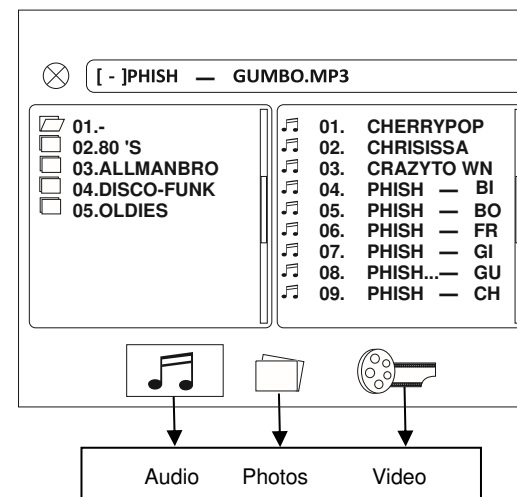 [ - ]PHISH — GUMBO.MP3
01.-
02.80 'S
03.ALLMANBRO
04.DISCO-FUNK
05.OLDIES
01. CHERRYPOP
02. CHRISISSA
03. CRAZYTO WN
04. PHISH — BI
05. PHISH — BO
06. PHISH — FR
07. PHISH — GI
08. PHISH...— GU
09. PHISH — CH
Audio Photos Video